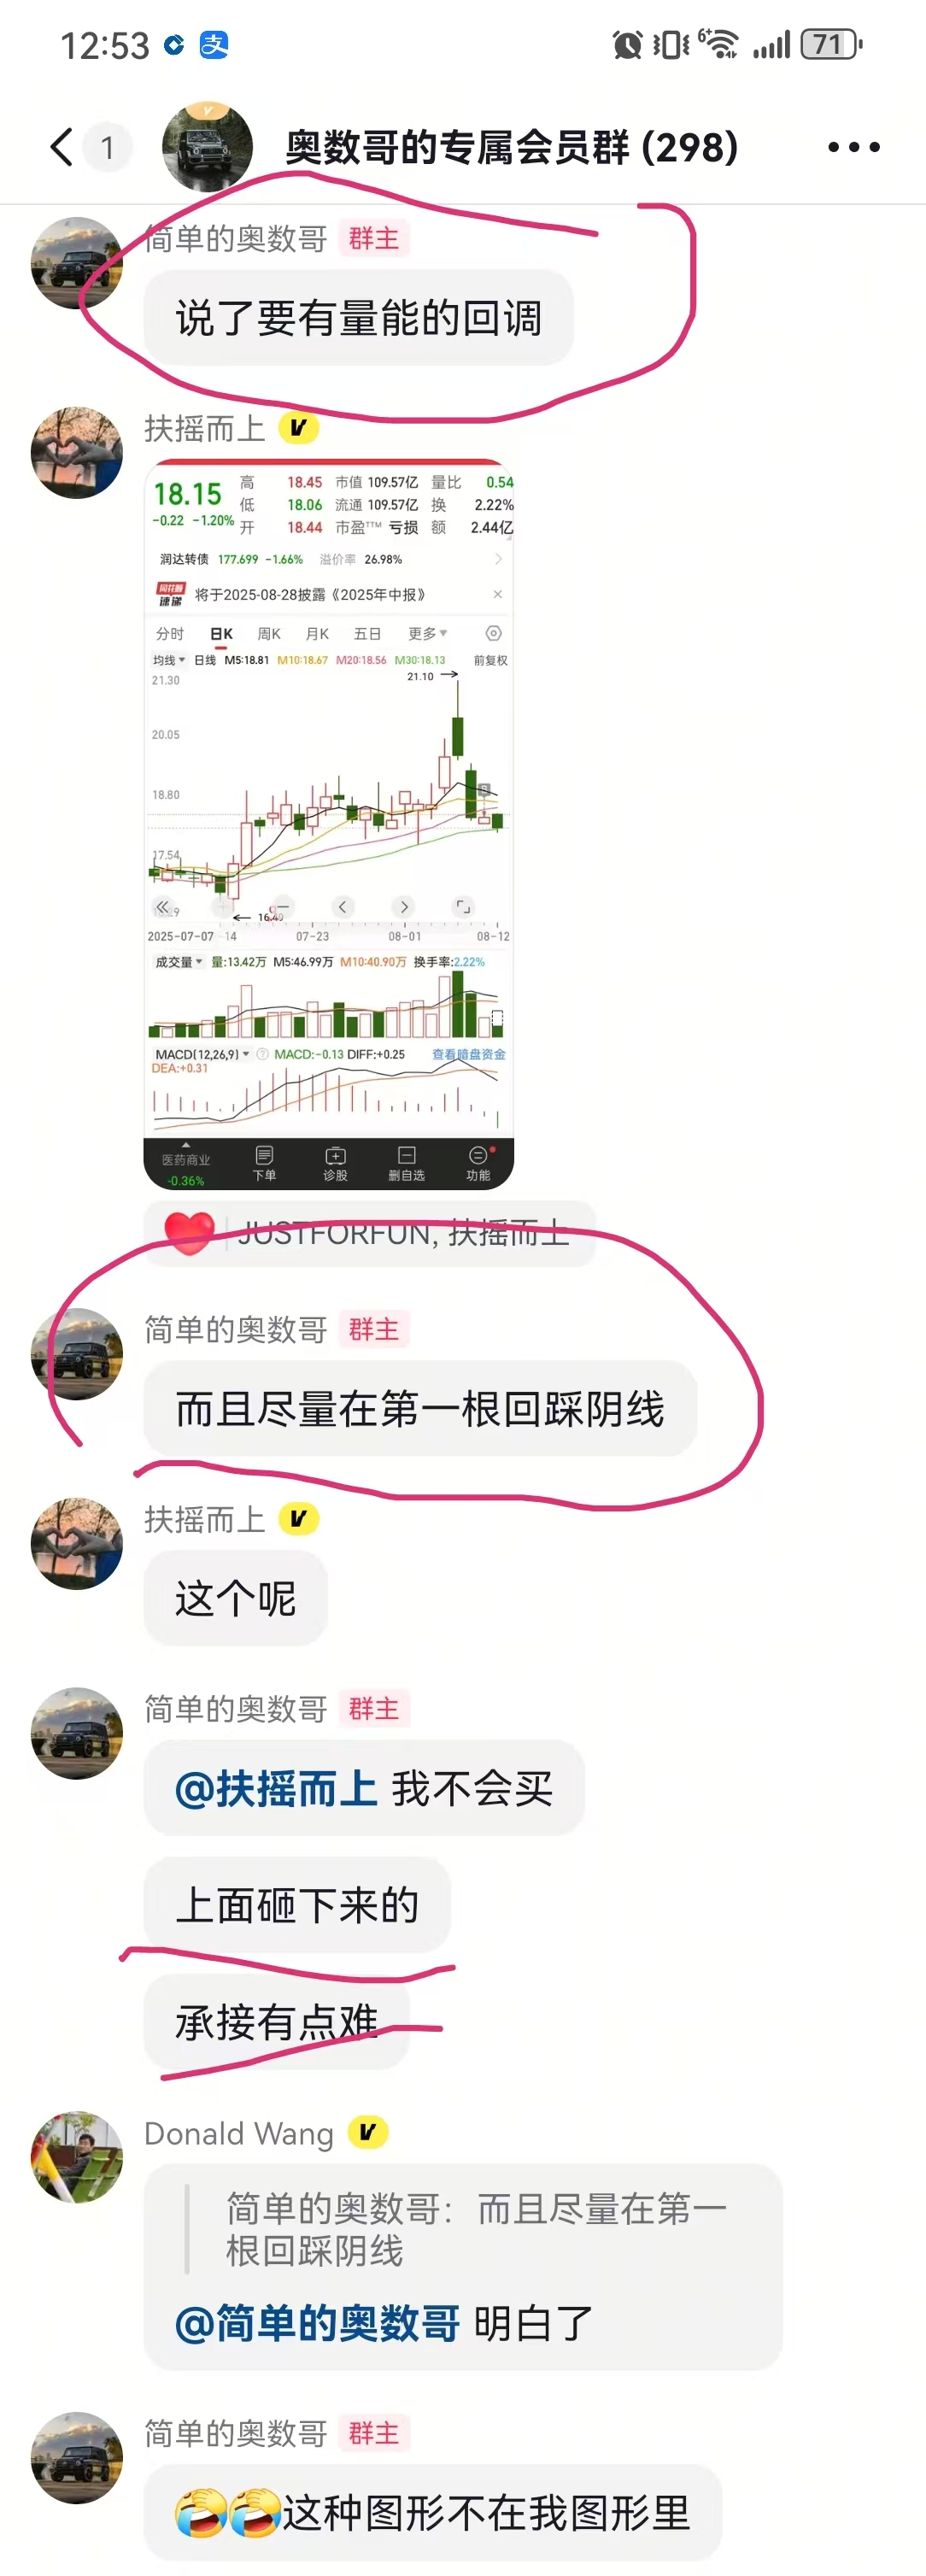 12:53
支
6+
71
1
奥数哥的专属会员群 (298)
简单的奥数哥 群主
说了要有量能的回调
扶摇而上
18.15
-0.22 -1.20%
高 18.45 市值 109.57亿 量比 0.54
低 18.06 流通 109.57亿 换 2.22%
开 18.44 市盈TTM 亏损 额 2.44亿
润达转债 177.699 -1.66% 溢价率 26.98%
同花顺速递 将于2025-08-28披露《2025年中报》
分时 日K 周K 月K 五日 更多
均线 日线 M5:18.81 M10:18.67 M20:18.56 M30:18.13 前复权
21.30
21.10
20.05
18.80
17.54
2025-07-07 14 07-23 08-01 08-12
成交量 量:13.42万 M5:46.99万 M10:40.90万 换手率:2.22%
MACD(12,26,9) MACD:-0.13 DIFF:+0.25 查看暗盘资金
DEA:+0.31
医药商业 -0.36%
下单 诊股 删自选 功能
JUSTFORFUN, 扶摇而上
简单的奥数哥 群主
而且尽量在第一根回踩阴线
扶摇而上
这个呢
简单的奥数哥 群主
@扶摇而上 我不会买
上面砸下来的
承接有点难
Donald Wang
简单的奥数哥：而且尽量在第一
根回踩阴线
@简单的奥数哥 明白了
简单的奥数哥 群主
🤣🤣这种图形不在我图形里